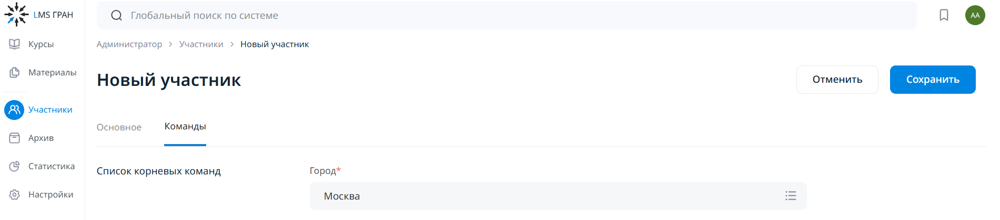 LMS ГРАН
Глобальный поиск по системе
AA
Курсы
Материалы
Участники
Архив
Статистика
Настройки
Администратор > Участники > Новый участник
Новый участник
Отменить
Сохранить
Основное
Команды
Список корневых команд
Город*
Москва